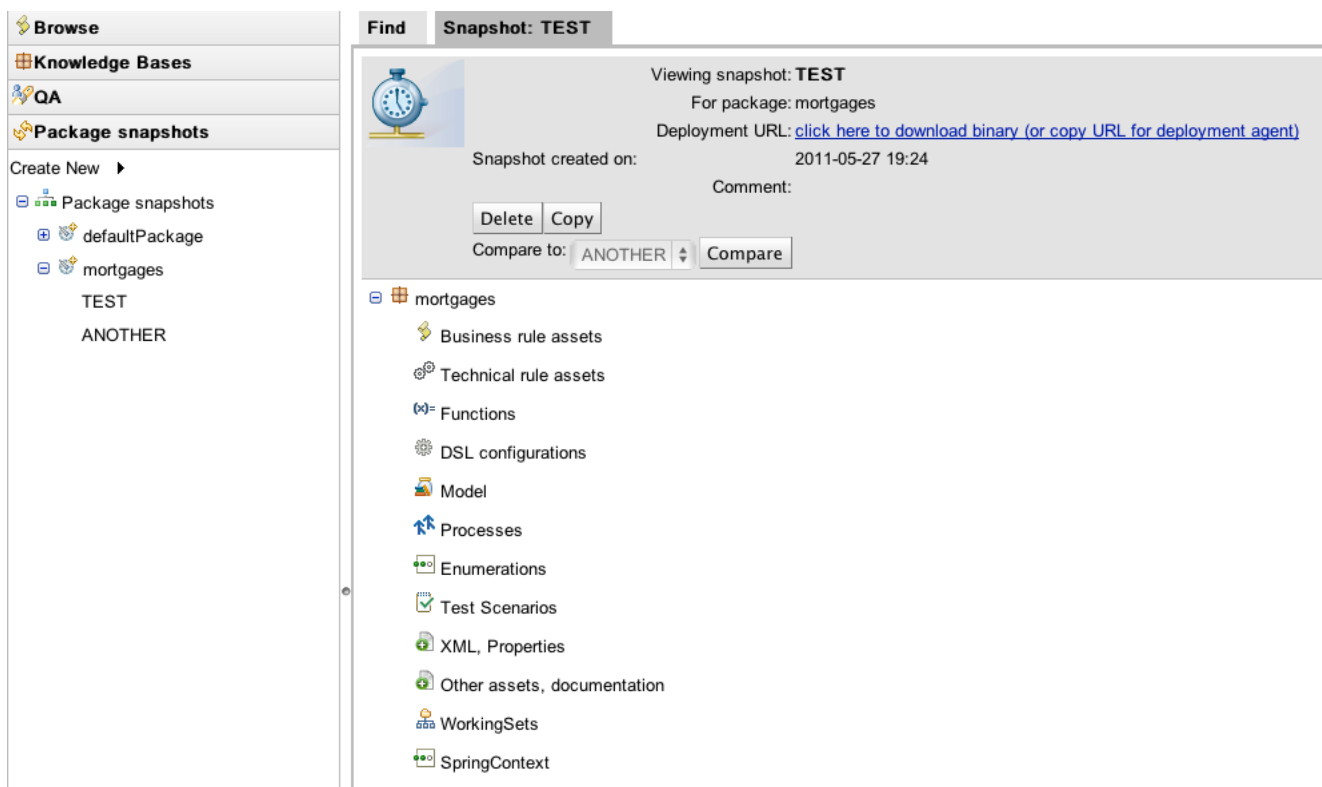 Browse
Knowledge Bases
QA
Package snapshots
Create New
Package snapshots
defaultPackage
mortgages
TEST
ANOTHER
Find
Snapshot: TEST
Viewing snapshot: TEST
For package: mortgages
Deployment URL: click here to download binary (or copy URL for deployment agent)
Snapshot created on: 2011-05-27 19:24
Comment:
Delete Copy
Compare to: ANOTHER Compare
mortgages
Business rule assets
Technical rule assets
(x)= Functions
DSL configurations
Model
Processes
Enumerations
Test Scenarios
XML, Properties
Other assets, documentation
WorkingSets
SpringContext